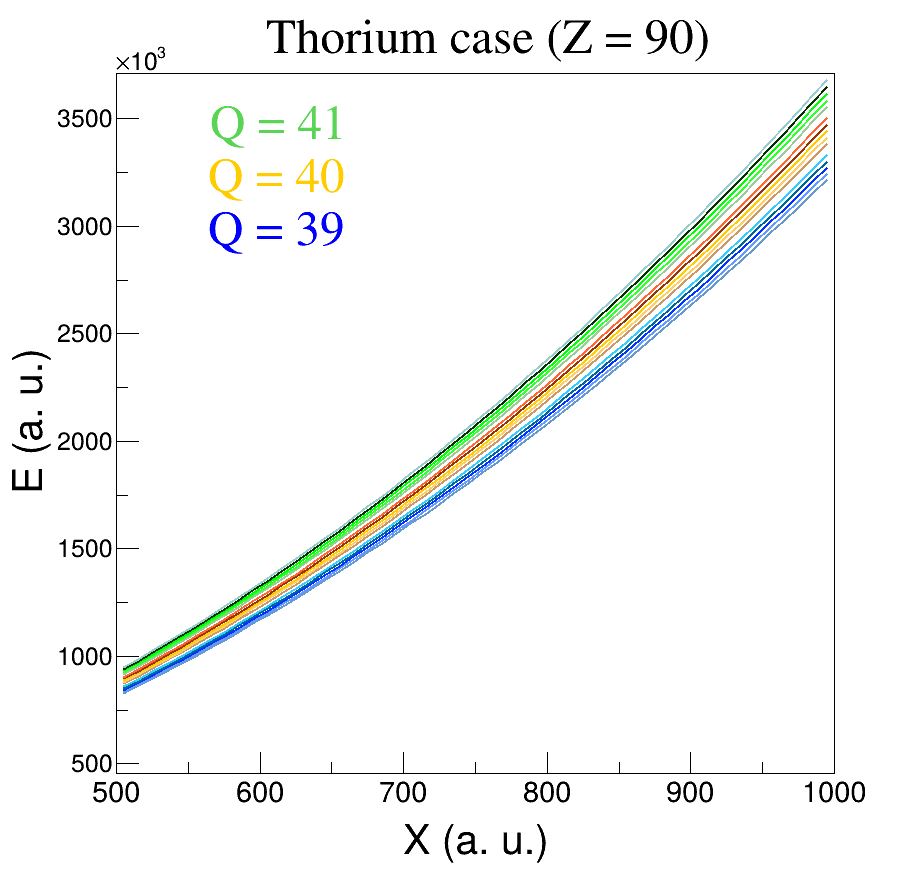 Thorium case (Z = 90)
×10³
Q = 41
Q = 40
Q = 39
3500
3000
2500
2000
1500
1000
500
E (a. u.)
500 600 700 800 900 1000
X (a. u.)